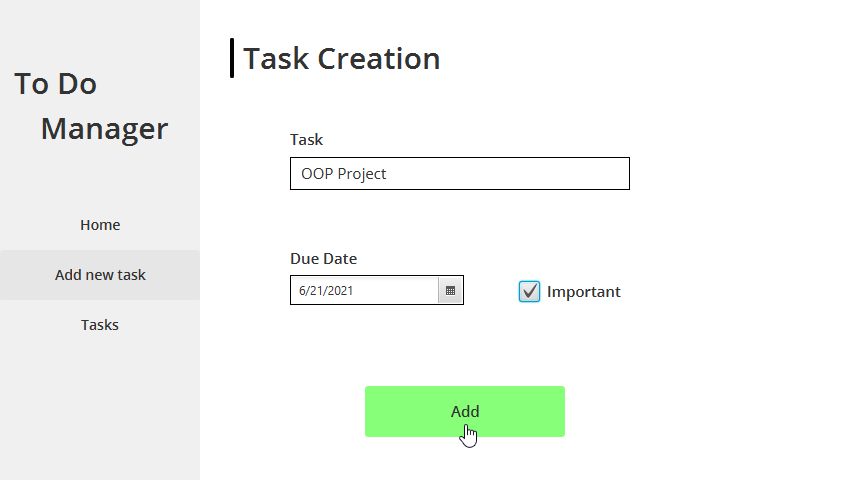 To Do
Manager
Home
Add new task
Tasks
Task Creation
Task
OOP Project
Due Date
6/21/2021
Important
Add